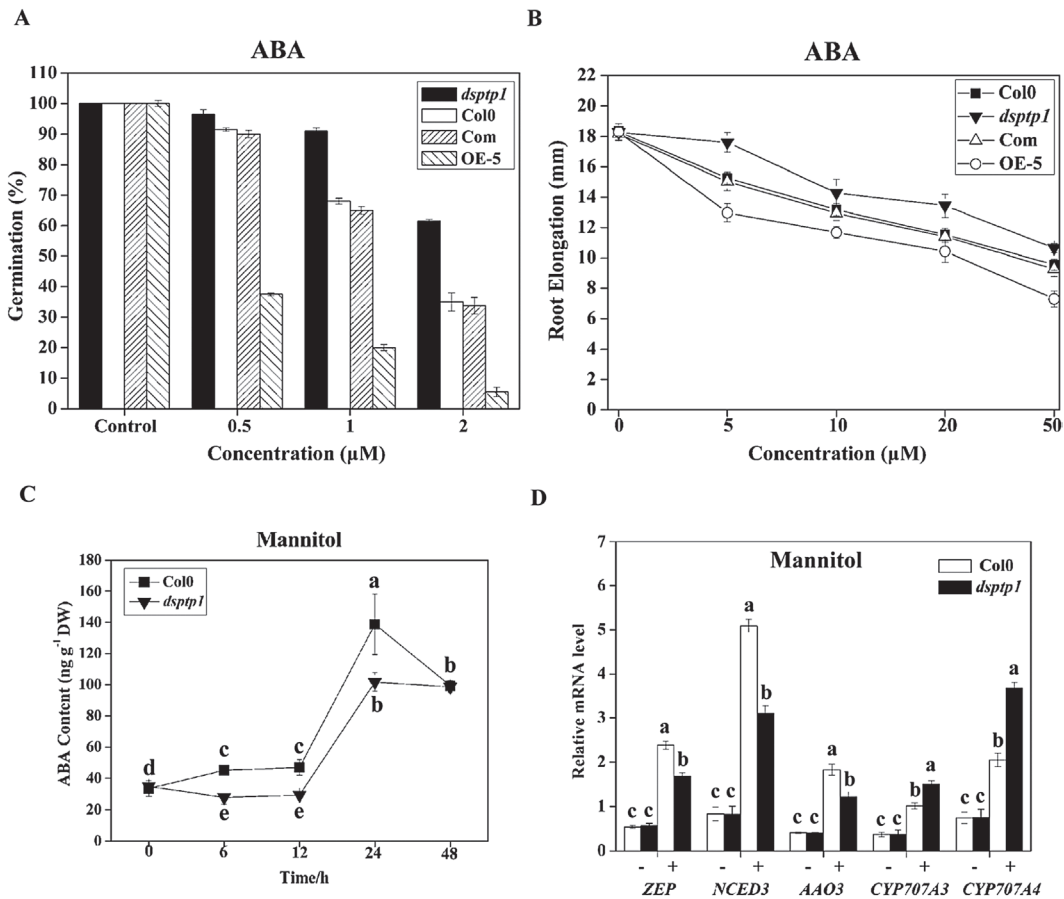 A
ABA
110
100
90
80
70
60
50
40
30
20
10
0
Germination (%)
dsptp1
Col0
Com
OE-5
Control 0.5 1 2
Concentration (µM)
B
ABA
22
20
18
16
14
12
10
8
6
4
2
0
Root Elongation (mm)
Col0
dsptp1
Com
OE-5
0 5 10 20 50
Concentration (µM)
C
Mannitol
180
160
140
120
100
80
60
40
20
0
ABA Content (ng g-1 DW)
Col0
dsptp1
a
b
c c
d
b
e e
0 6 12 24 48
Time/h
D
Mannitol
7
6
5
4
3
2
1
0
Relative mRNA level
Col0
dsptp1
c c a b c c a b c c a b c c b a c c b a
- + - + - + - + - +
ZEP NCED3 AAO3 CYP707A3 CYP707A4